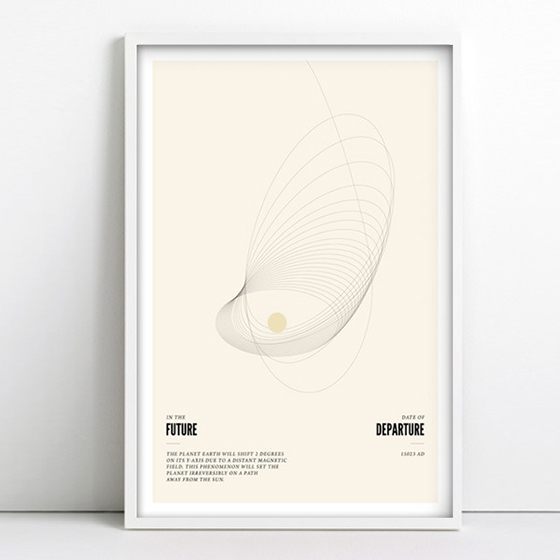 IN THE
FUTURE
THE PLANET EARTH WILL SHIFT 2 DEGREES
ON ITS Y-AXIS DUE TO A DISTANT MAGNETIC
FIELD. THIS PHENOMENON WILL SET THE
PLANET IRREVERSIBLY ON A PATH
AWAY FROM THE SUN.
DATE OF
DEPARTURE
15023 AD